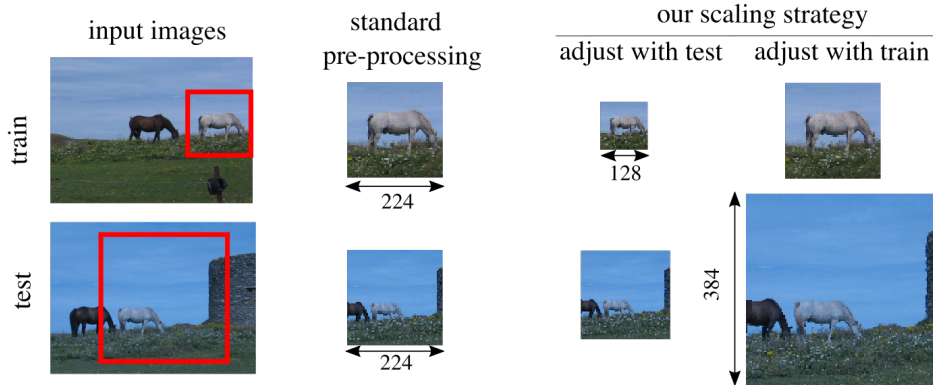 input images
standard
pre-processing
our scaling strategy
adjust with test
adjust with train
train
224
128
test
224
384